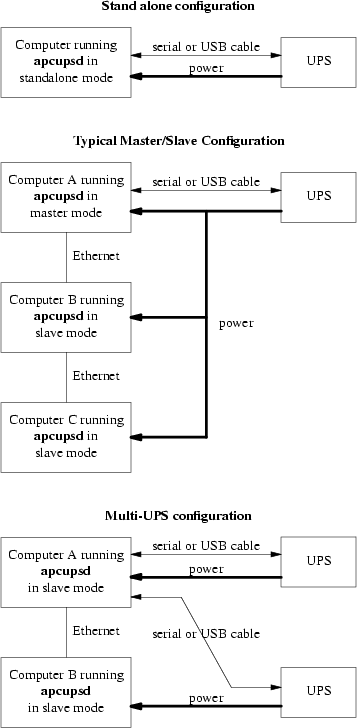 Stand alone configuration
Computer running
apcupsd in
standalone mode
serial or USB cable
power
UPS
Typical Master/Slave Configuration
Computer A running
apcupsd in
master mode
serial or USB cable
UPS
Ethernet
Computer B running
apcupsd in
slave mode
power
Ethernet
Computer C running
apcupsd in
slave mode
Multi-UPS configuration
Computer A running
apcupsd
in slave mode
serial or USB cable
power
UPS
Ethernet
serial or USB cable
Computer B running
apcupsd
in slave mode
power
UPS